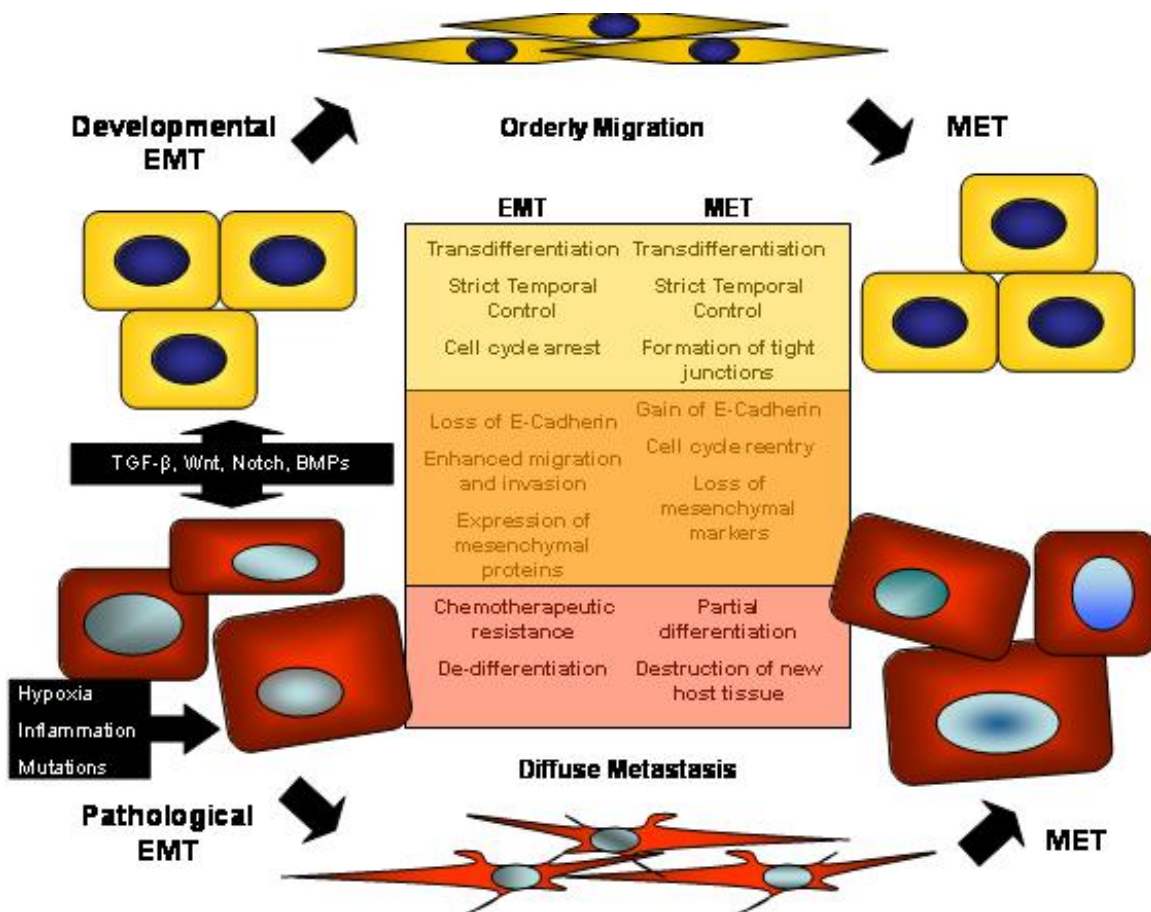 Developmental
EMT
Orderly Migration
MET
EMT
MET
Transdifferentiation
Strict Temporal
Control
Cell cycle arrest
Transdifferentiation
Strict Temporal
Control
Formation of tight
junctions
Loss of E-Cadherin
Enhanced migration
and invasion
Expression of
mesenchymal
proteins
Gain of E-Cadherin
Cell cycle reentry
Loss of
mesenchymal
markers
Chemotherapeutic
resistance
De-differentiation
Partial
differentiation
Destruction of new
host tissue
TGF-β, Wnt, Notch, BMPs
Hypoxia
Inflammation
Mutations
Pathological
EMT
Diffuse Metastasis
MET